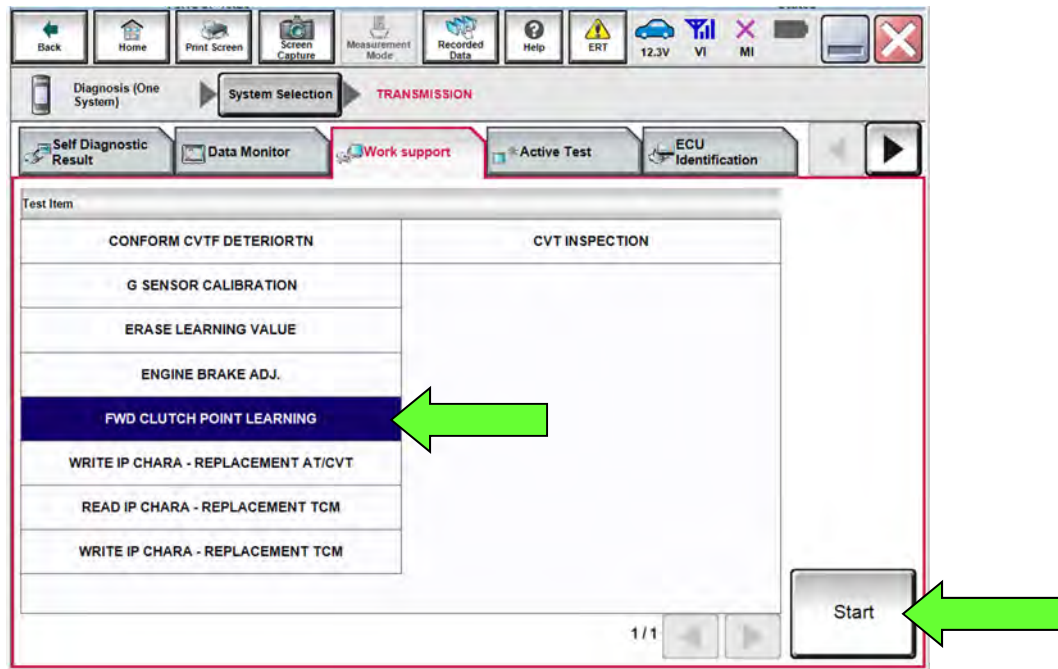 Back
Home
Print Screen
Screen
Capture
Measurement
Mode
Recorded
Data
Help
ERT
12.3V
VI
MI
Diagnosis (One
System)
System Selection
TRANSMISSION
Self Diagnostic
Result
Data Monitor
Work support
Active Test
ECU
Identification
Test Item
CONFORM CVTF DETERIORTN
CVT INSPECTION
G SENSOR CALIBRATION
ERASE LEARNING VALUE
ENGINE BRAKE ADJ.
FWD CLUTCH POINT LEARNING
WRITE IP CHARA - REPLACEMENT AT/CVT
READ IP CHARA - REPLACEMENT TCM
WRITE IP CHARA - REPLACEMENT TCM
Start
1/1